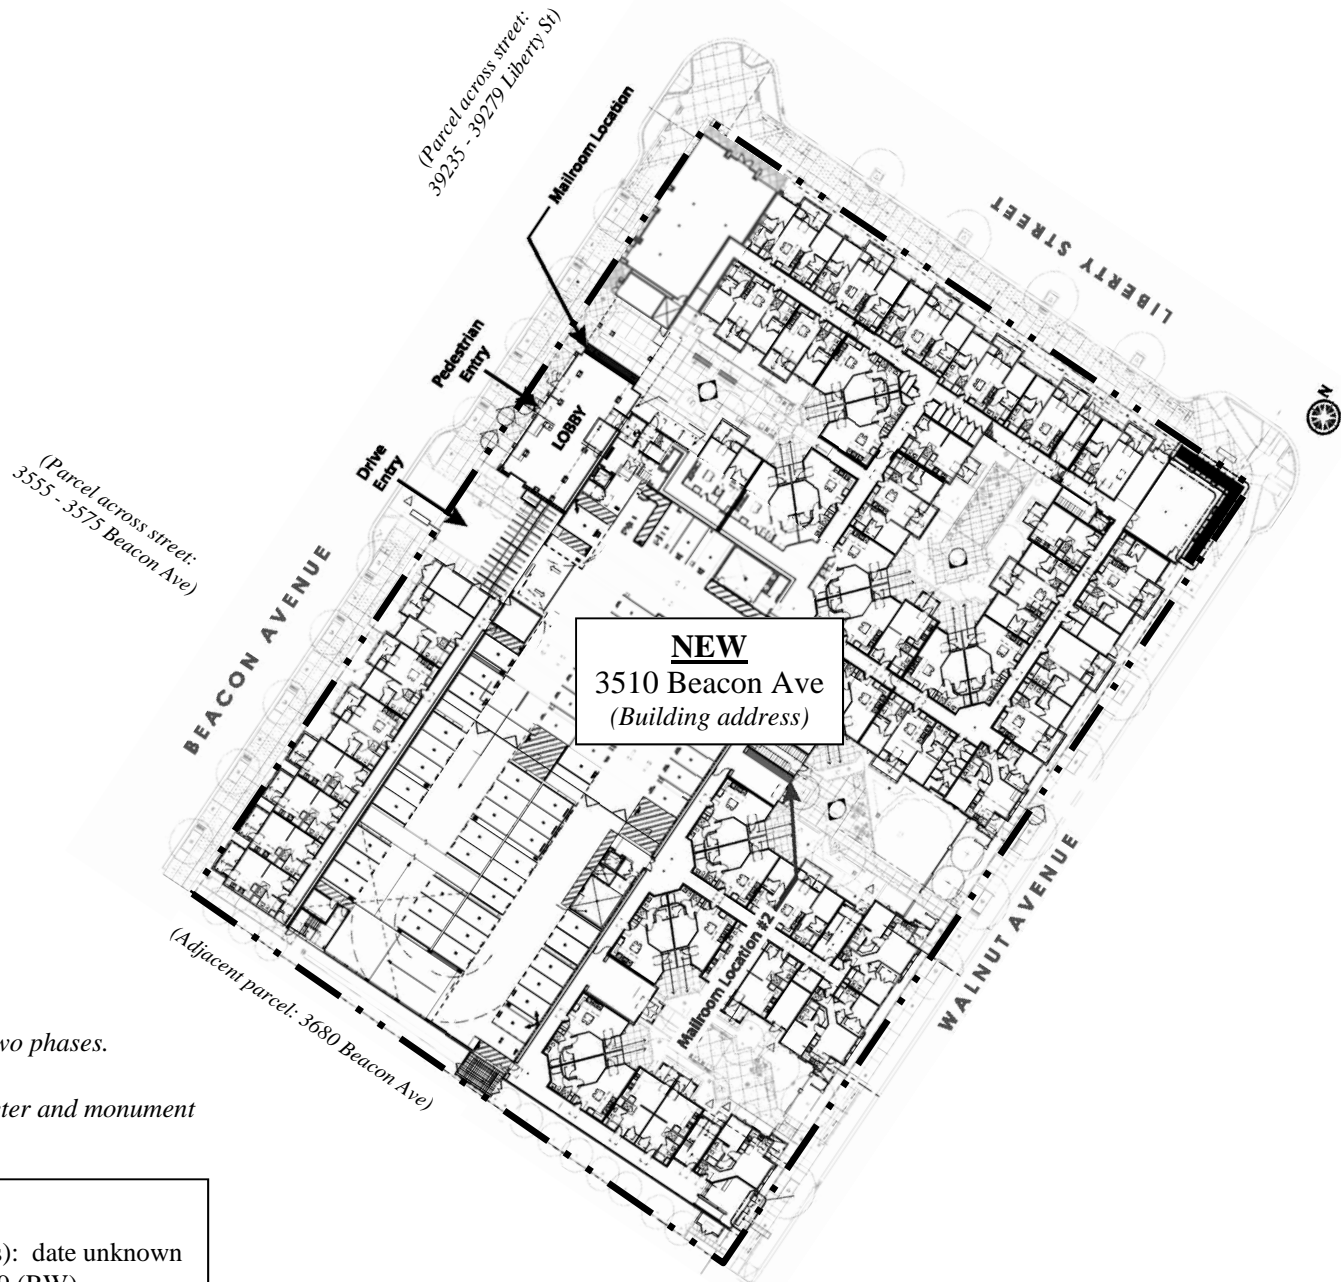 (Parcel across street:
39235 - 39279 Liberty St)
Mailroom Location
LIBERTY STREET
N
Pedestrian
Entry
LOBBY
Drive
Entry
(Parcel across street:
3555 - 3575 Beacon Ave)
BEACON AVENUE
NEW
3510 Beacon Ave
(Building address)
WALNUT AVENUE
Mailroom Location #2
(Adjacent parcel: 3680 Beacon Ave)
wo phases.
ter and monument
s): date unknown